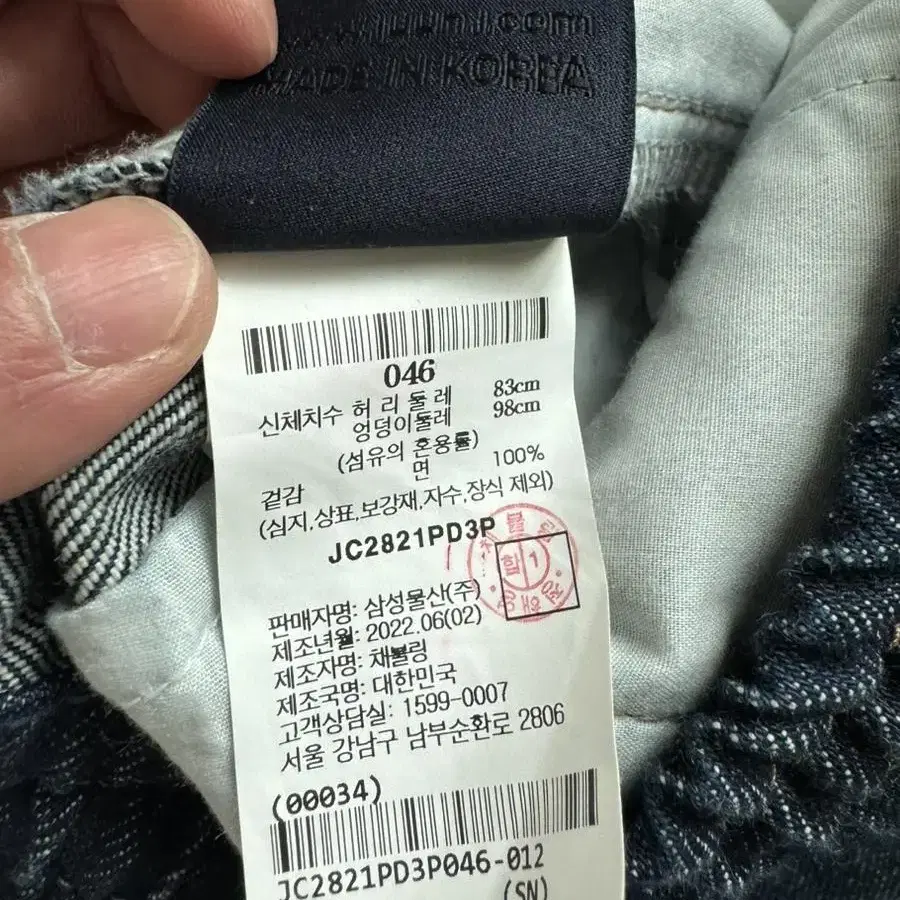 MADE IN KOREA
046
신체치수 허 리 둘 레 83cm
엉덩이둘레 98cm
(섬유의 혼용률)
면 100%
겉감
(심지,상표,보강재,자수,장식 제외)
JC2821PD3P
합 1
판매자명: 삼성물산(주)
제조년월: 2022.06(02)
제조자명: 채블링
제조국명: 대한민국
고객상담실: 1599-0007
서울 강남구 남부순환로 2806
(00034)
JC2821PD3P046-012
(SN)